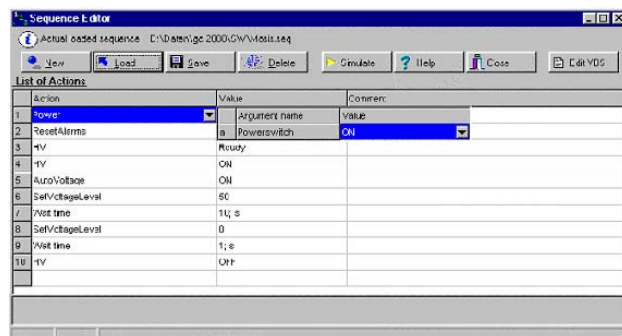 Sequence Editor
Actual loaded sequence D:\Daten\gc 2000\SW\Mosis.seq
New Load Save Delete Simulate ? Help Close Edit VDS
List of Actions
Action Value Comment
1 Power Argument name Value
2 ResetAlarms a Powerswitch ON
3 HV Ready
4 HV ON
5 AutoVoltage ON
6 SetVoltageLevel 50
7 Wait time 10; s
8 SetVoltageLevel 0
9 Wait time 1; s
10 HV OFF